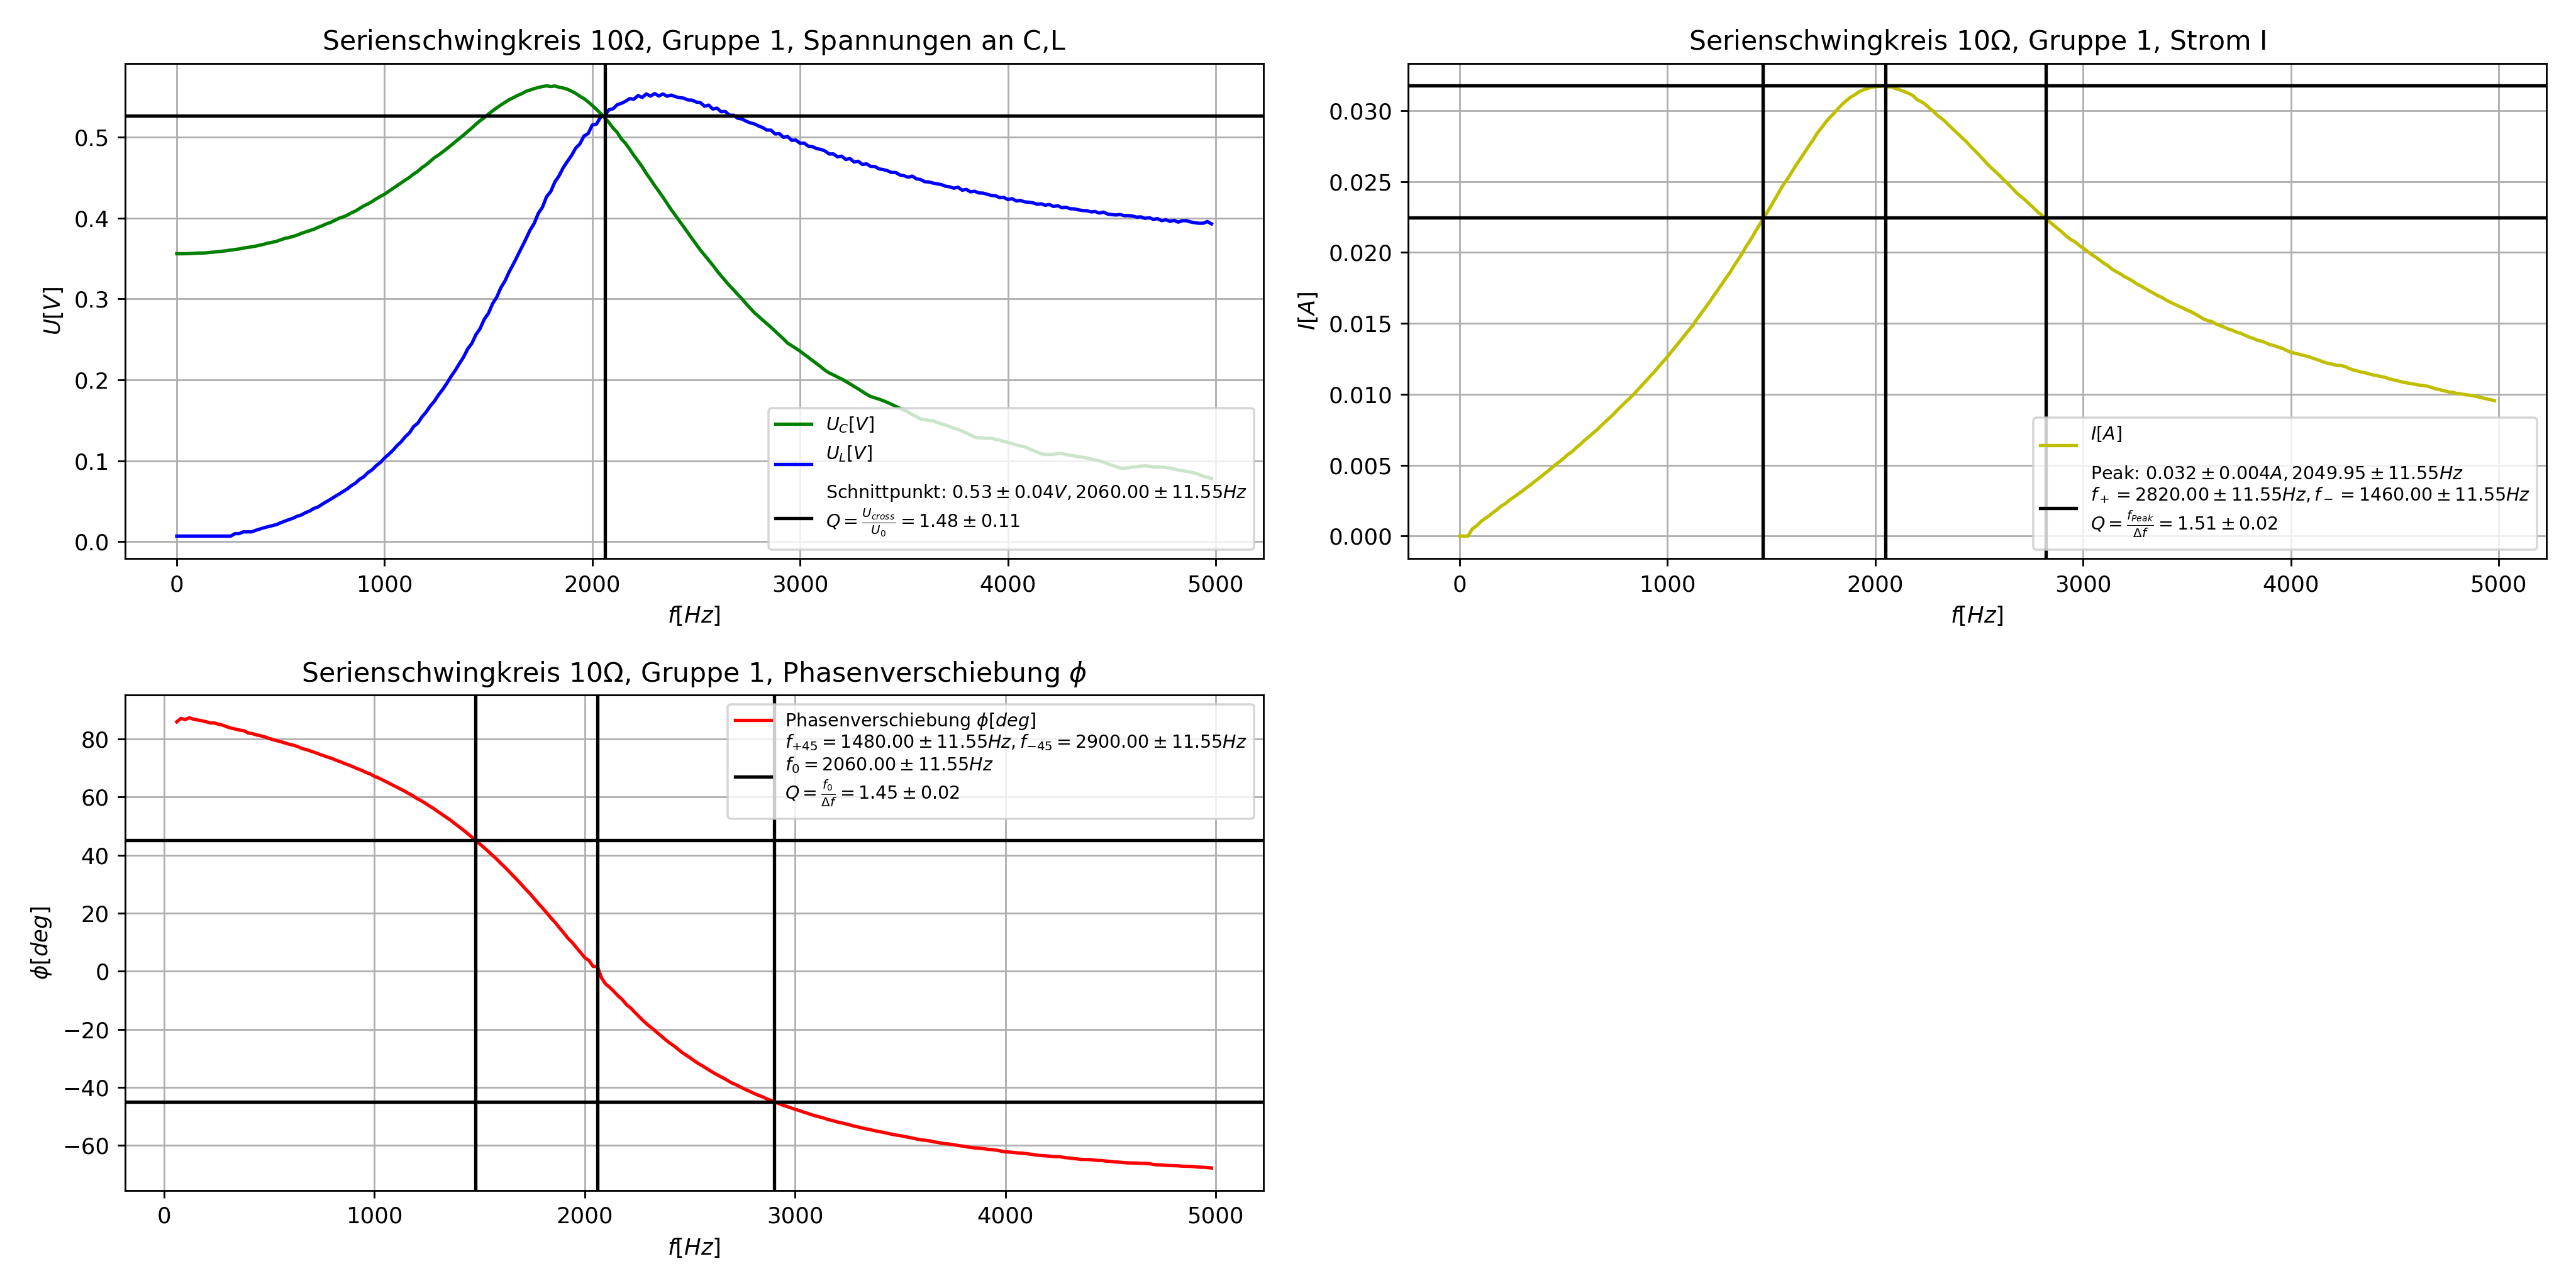 Serienschwingkreis 10Ω, Gruppe 1, Spannungen an C,L
U[V]
0.5
0.4
0.3
0.2
0.1
0.0
U_C[V]
U_L[V]
Schnittpunkt: 0.53 ± 0.04V, 2060.00 ± 11.55Hz
Q = U_cross/U_0 = 1.48 ± 0.11
0 1000 2000 3000 4000 5000
f[Hz]
Serienschwingkreis 10Ω, Gruppe 1, Strom I
I[A]
0.030
0.025
0.020
0.015
0.010
0.005
0.000
I[A]
Peak: 0.032 ± 0.004A, 2049.95 ± 11.55Hz
f_+ = 2820.00 ± 11.55Hz, f_− = 1460.00 ± 11.55Hz
Q = f_Peak/Δf = 1.51 ± 0.02
0 1000 2000 3000 4000 5000
f[Hz]
Serienschwingkreis 10Ω, Gruppe 1, Phasenverschiebung ϕ
ϕ[deg]
80
60
40
20
0
−20
−40
−60
Phasenverschiebung ϕ[deg]
f_+45 = 1480.00 ± 11.55Hz, f_−45 = 2900.00 ± 11.55Hz
f_0 = 2060.00 ± 11.55Hz
Q = f_0/Δf = 1.45 ± 0.02
0 1000 2000 3000 4000 5000
f[Hz]